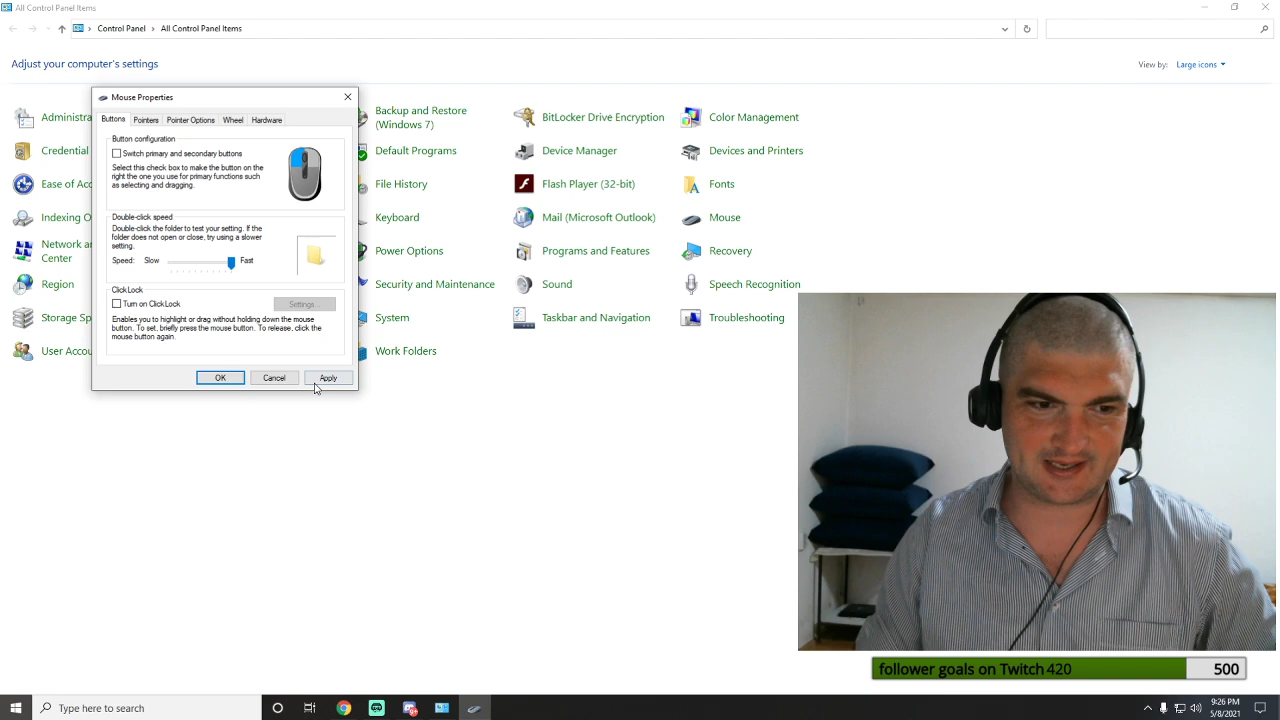 All Control Panel Items
Control Panel
All Control Panel Items
Adjust your computer's settings
View by:
Large icons
Mouse Properties
Buttons
Pointers
Pointer Options
Wheel
Hardware
Button configuration
Switch primary and secondary buttons
Select this check box to make the button on the
right the one you use for primary functions such
as selecting and dragging.
Double-click speed
Double-click the folder to test your setting. If the
folder does not open or close, try using a slower
setting.
Speed:
Slow
Fast
ClickLock
Turn on ClickLock
Settings...
Enables you to highlight or drag without holding down the mouse
button. To set, briefly press the mouse button. To release, click the
mouse button again.
OK
Cancel
Apply
Administra
Credential
Ease of Acc
Indexing O
Network an
Center
Region
Storage Sp
User Accou
Backup and Restore
(Windows 7)
Default Programs
File History
Keyboard
Power Options
Security and Maintenance
System
Work Folders
BitLocker Drive Encryption
Device Manager
Flash Player (32-bit)
Mail (Microsoft Outlook)
Programs and Features
Sound
Taskbar and Navigation
Color Management
Devices and Printers
Fonts
Mouse
Recovery
Speech Recognition
Troubleshooting
follower goals on Twitch 420
500
Type here to search
9:26 PM
5/8/2021